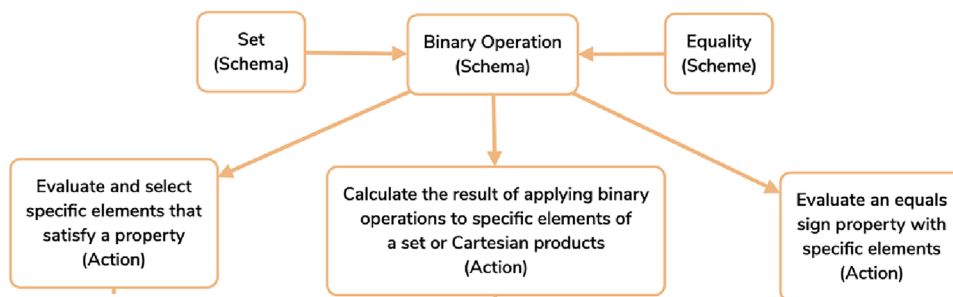 Set
(Schema)
Binary Operation
(Schema)
Equality
(Scheme)
Evaluate and select
specific elements that
satisfy a property
(Action)
Calculate the result of applying binary
operations to specific elements of
a set or Cartesian products
(Action)
Evaluate an equals
sign property with
specific elements
(Action)